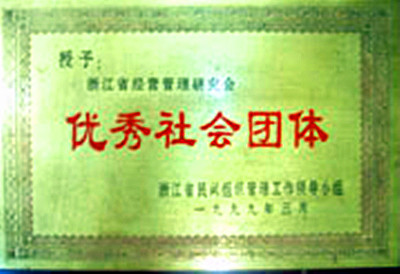 授予：
浙江省经营管理研究会
优秀社会团体
浙江省民间组织管理工作领导小组
一九九九年三月